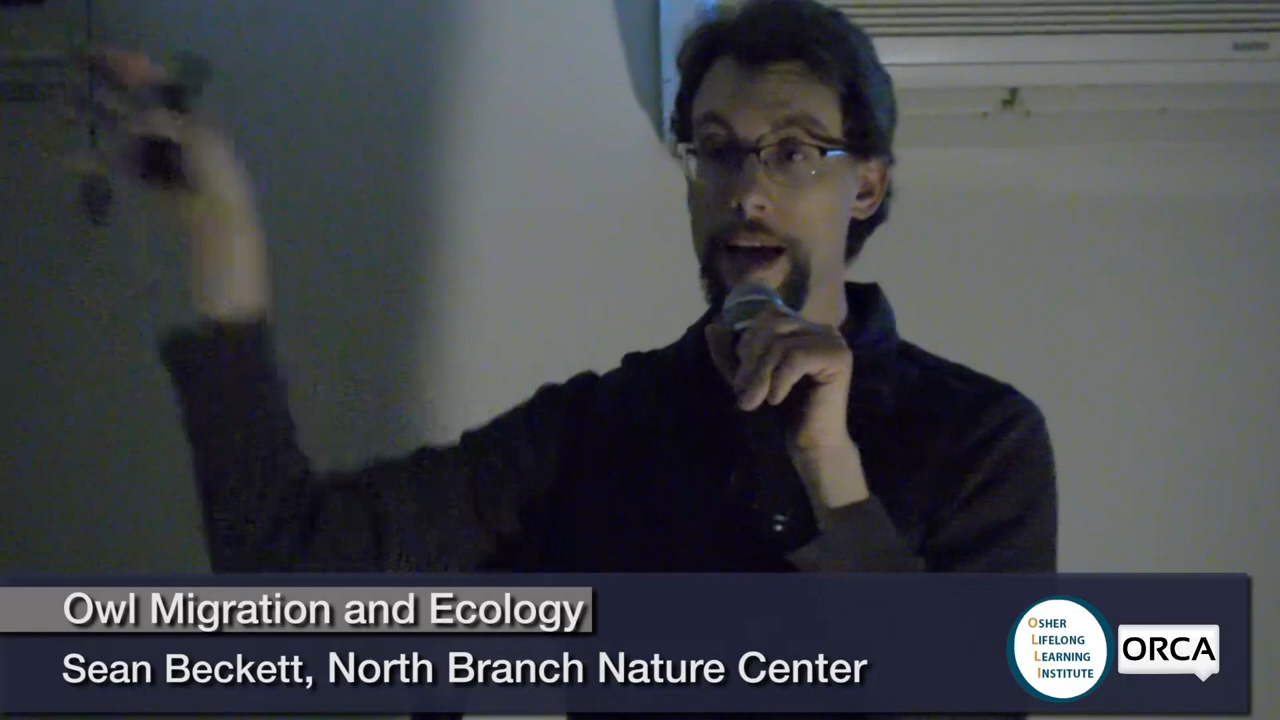 Owl Migration and Ecology
Sean Beckett, North Branch Nature Center
OSHER
LIFELONG
LEARNING
INSTITUTE
ORCA